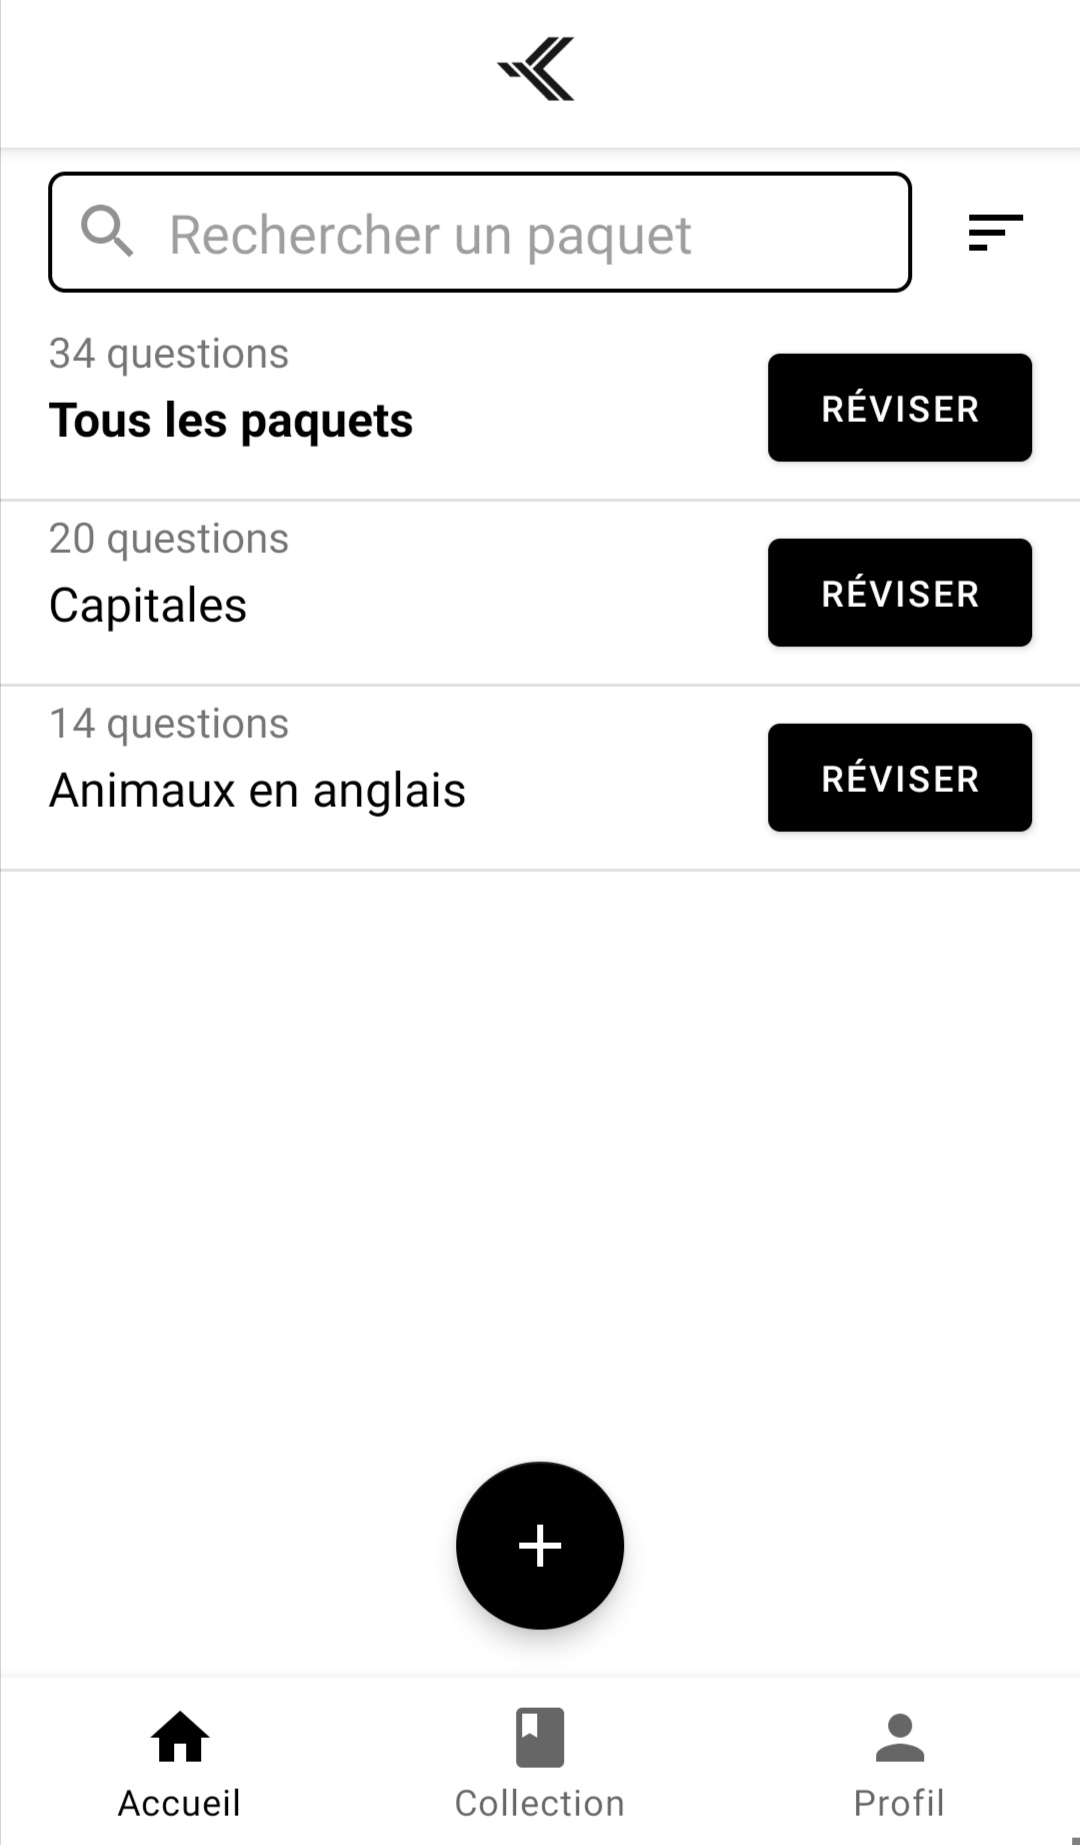 Rechercher un paquet
34 questions
Tous les paquets
RÉVISER
20 questions
Capitales
RÉVISER
14 questions
Animaux en anglais
RÉVISER
Accueil
Collection
Profil